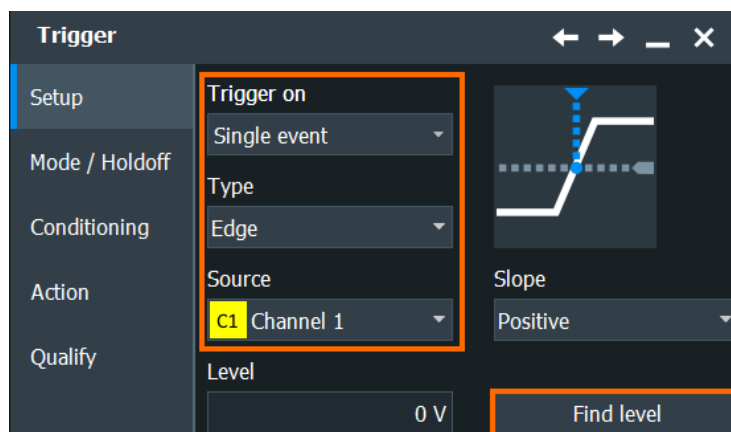 Trigger
Setup
Mode / Holdoff
Conditioning
Action
Qualify
Trigger on
Single event
Type
Edge
Source
C1 Channel 1
Slope
Positive
Level
0 V
Find level